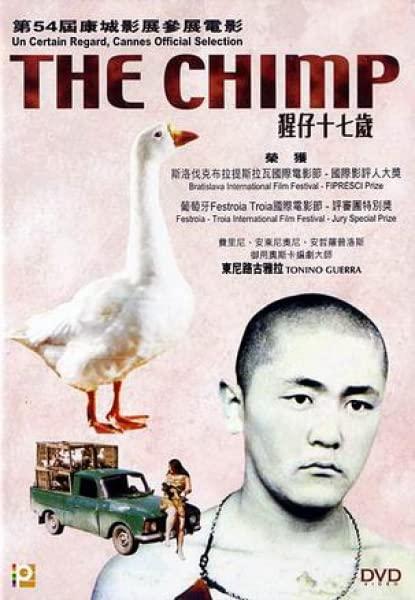 第54屆康城影展參展電影
Un Certain Regard, Cannes Official Selection
THE CHIMP
猩仔十七歲
榮獲
斯洛伐克布拉提斯拉瓦國際電影節 - 國際影評人大獎
Bratislava International Film Festival - FIPRESCI Prize
葡萄牙Festroia Troia國際電影節 - 評審團特別獎
Festroia - Troia International Film Festival - Jury Special Prize
費里尼、安東尼奧尼、安哲羅普洛斯
御用奧斯卡編劇大師
東尼路古雅拉 TONINO GUERRA
DVD
VIDEO